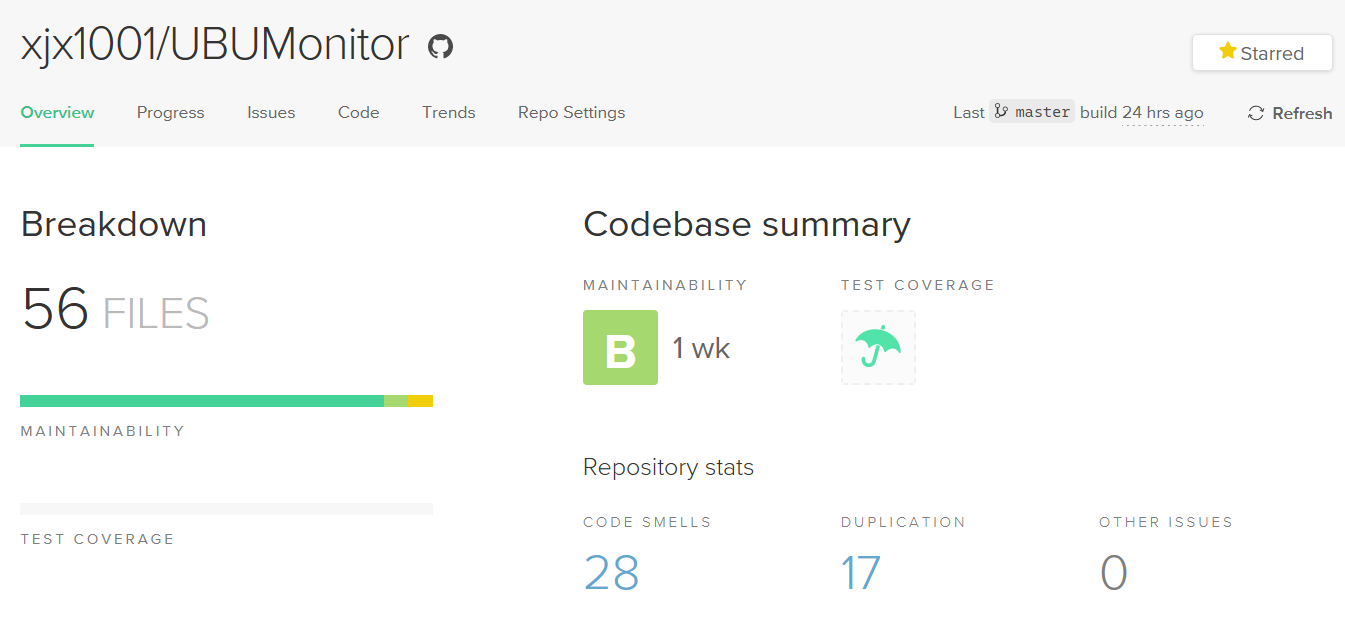 xjx1001/UBUMonitor
Starred
Overview Progress Issues Code Trends Repo Settings Last master build 24 hrs ago Refresh
Breakdown
56 FILES
MAINTAINABILITY
TEST COVERAGE
Codebase summary
MAINTAINABILITY TEST COVERAGE
B 1 wk
Repository stats
CODE SMELLS DUPLICATION OTHER ISSUES
28 17 0